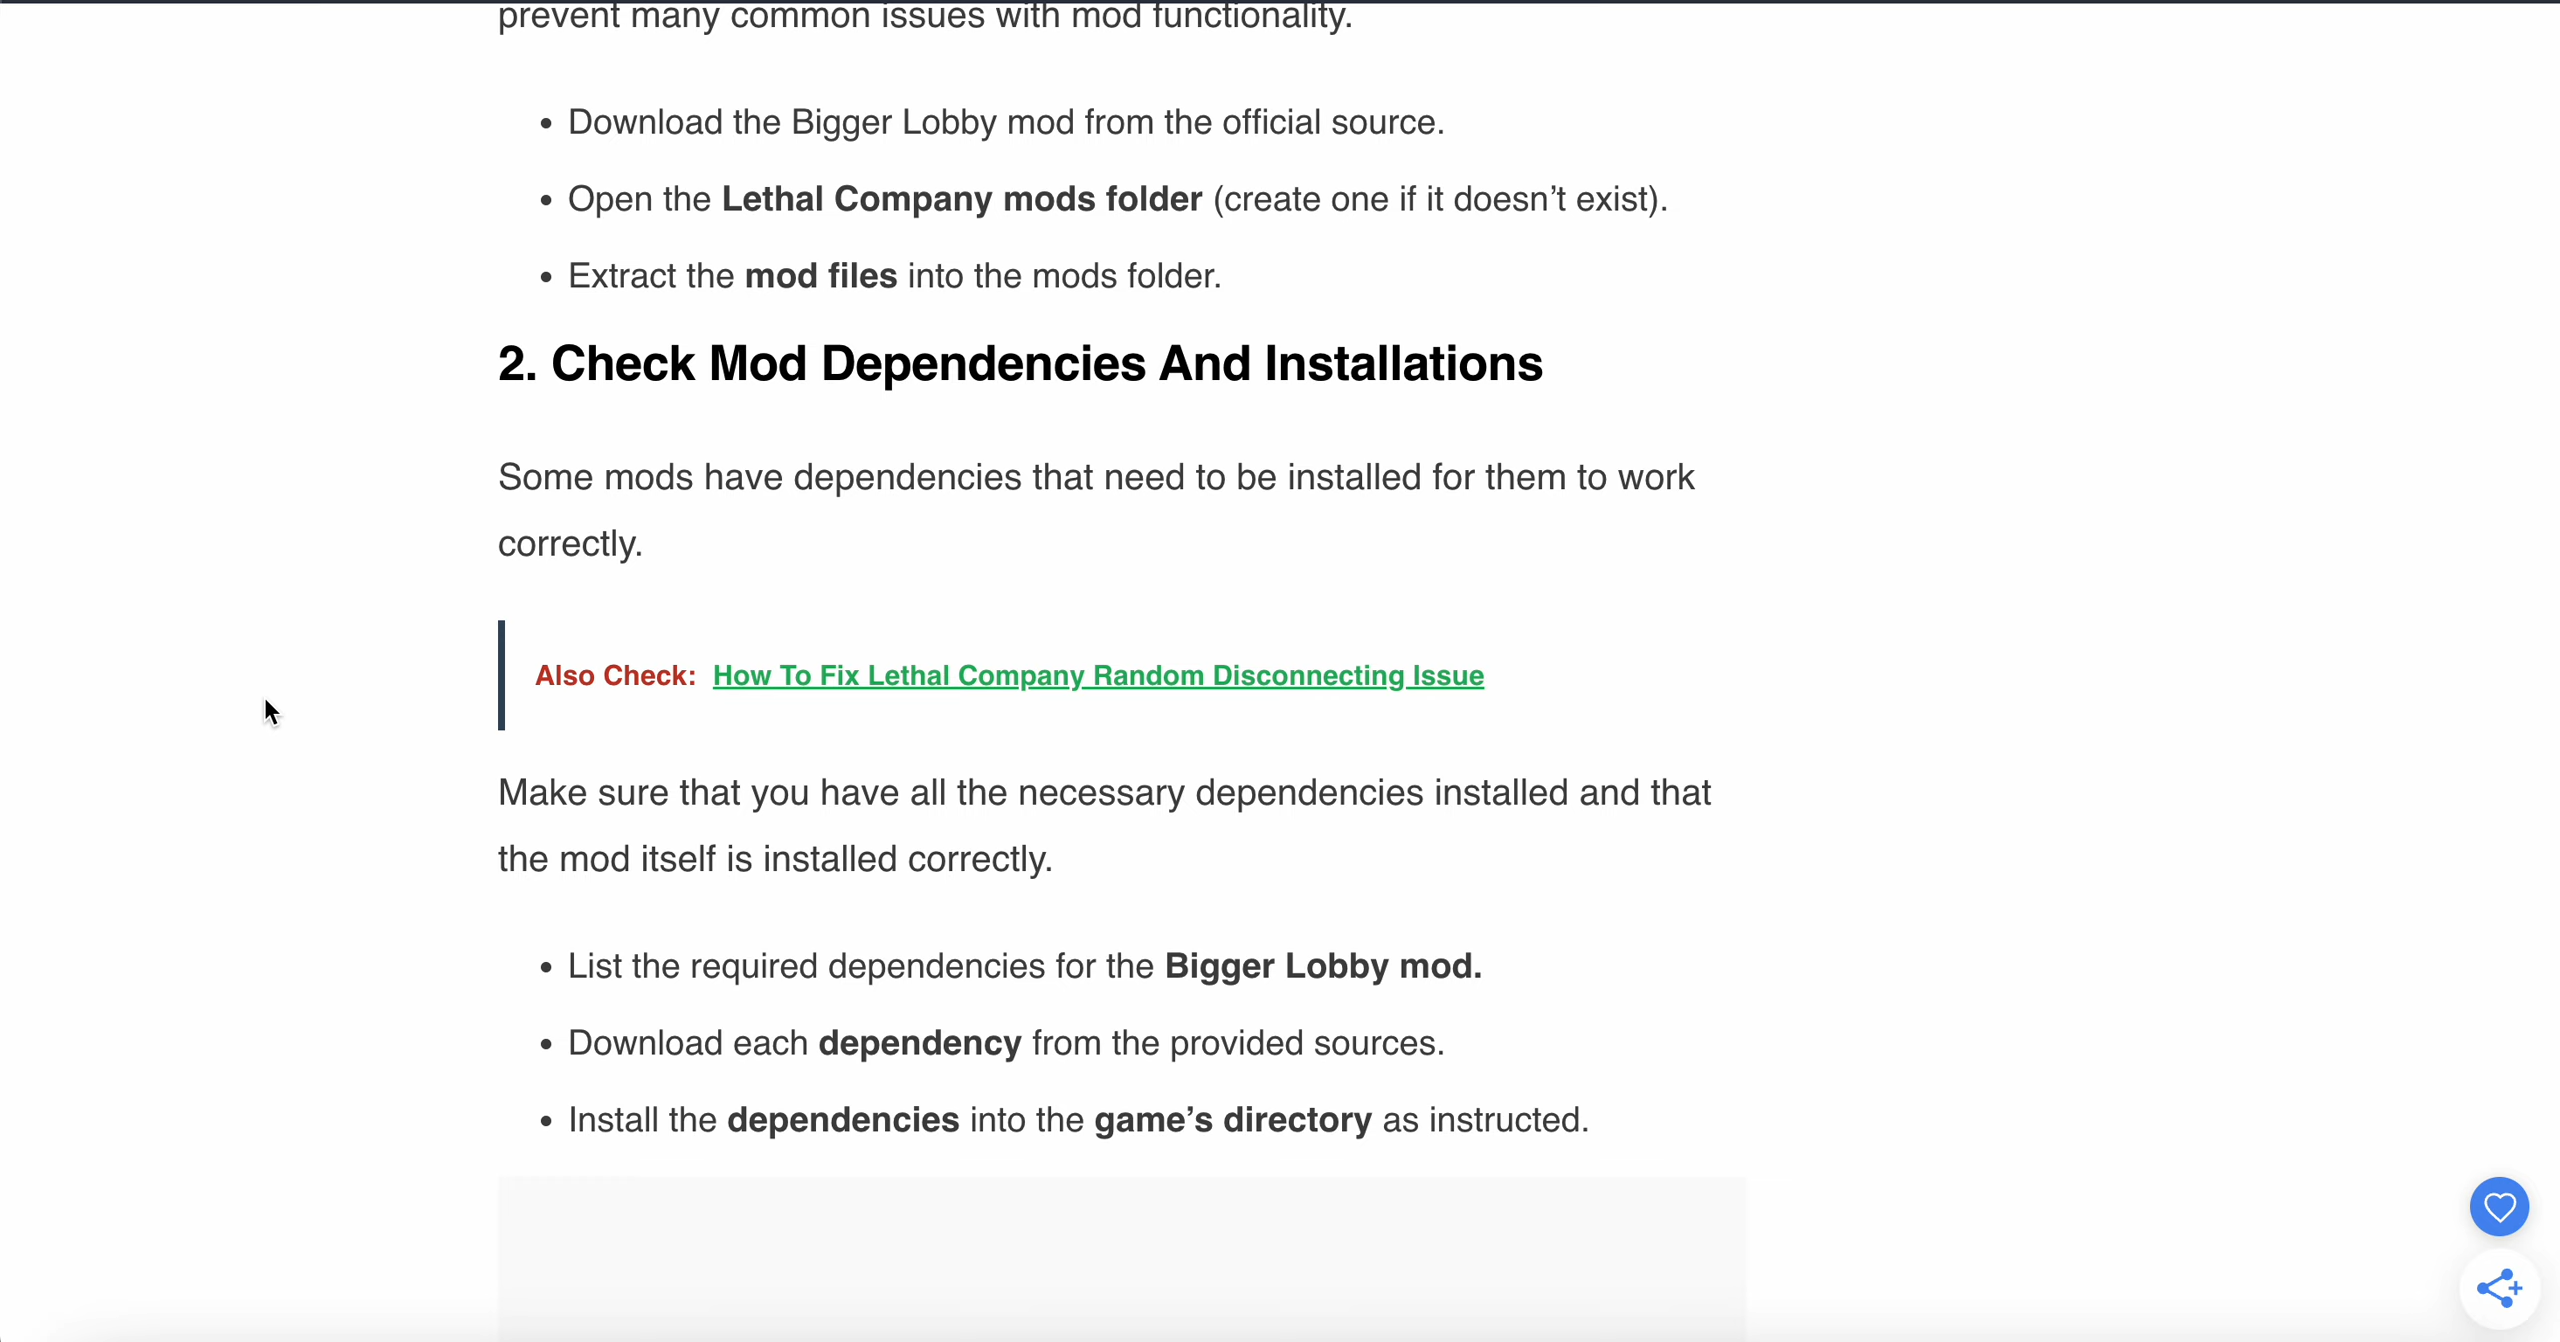 prevent many common issues with mod functionality.
• Download the Bigger Lobby mod from the official source.
• Open the Lethal Company mods folder (create one if it doesn’t exist).
• Extract the mod files into the mods folder.
2. Check Mod Dependencies And Installations
Some mods have dependencies that need to be installed for them to work
correctly.
Also Check: How To Fix Lethal Company Random Disconnecting Issue
Make sure that you have all the necessary dependencies installed and that
the mod itself is installed correctly.
• List the required dependencies for the Bigger Lobby mod.
• Download each dependency from the provided sources.
• Install the dependencies into the game’s directory as instructed.